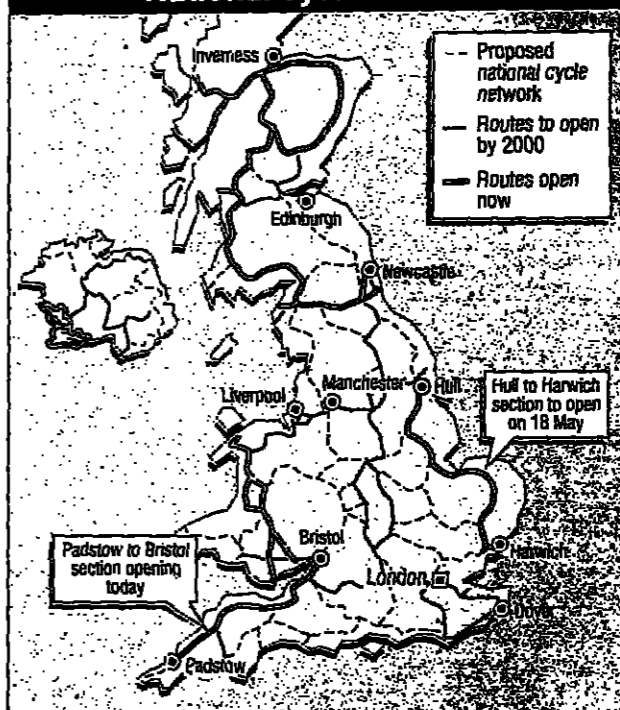 Inverness
Proposed
national cycle
network
Routes to open
by 2000
Routes open
now
Edinburgh
Newcastle
Liverpool
Manchester
Hull
Hull to Harwich
section to open
on 18 May
Padstow to Bristol
section opening
today
Bristol
London
Harwich
Dover
Padstow